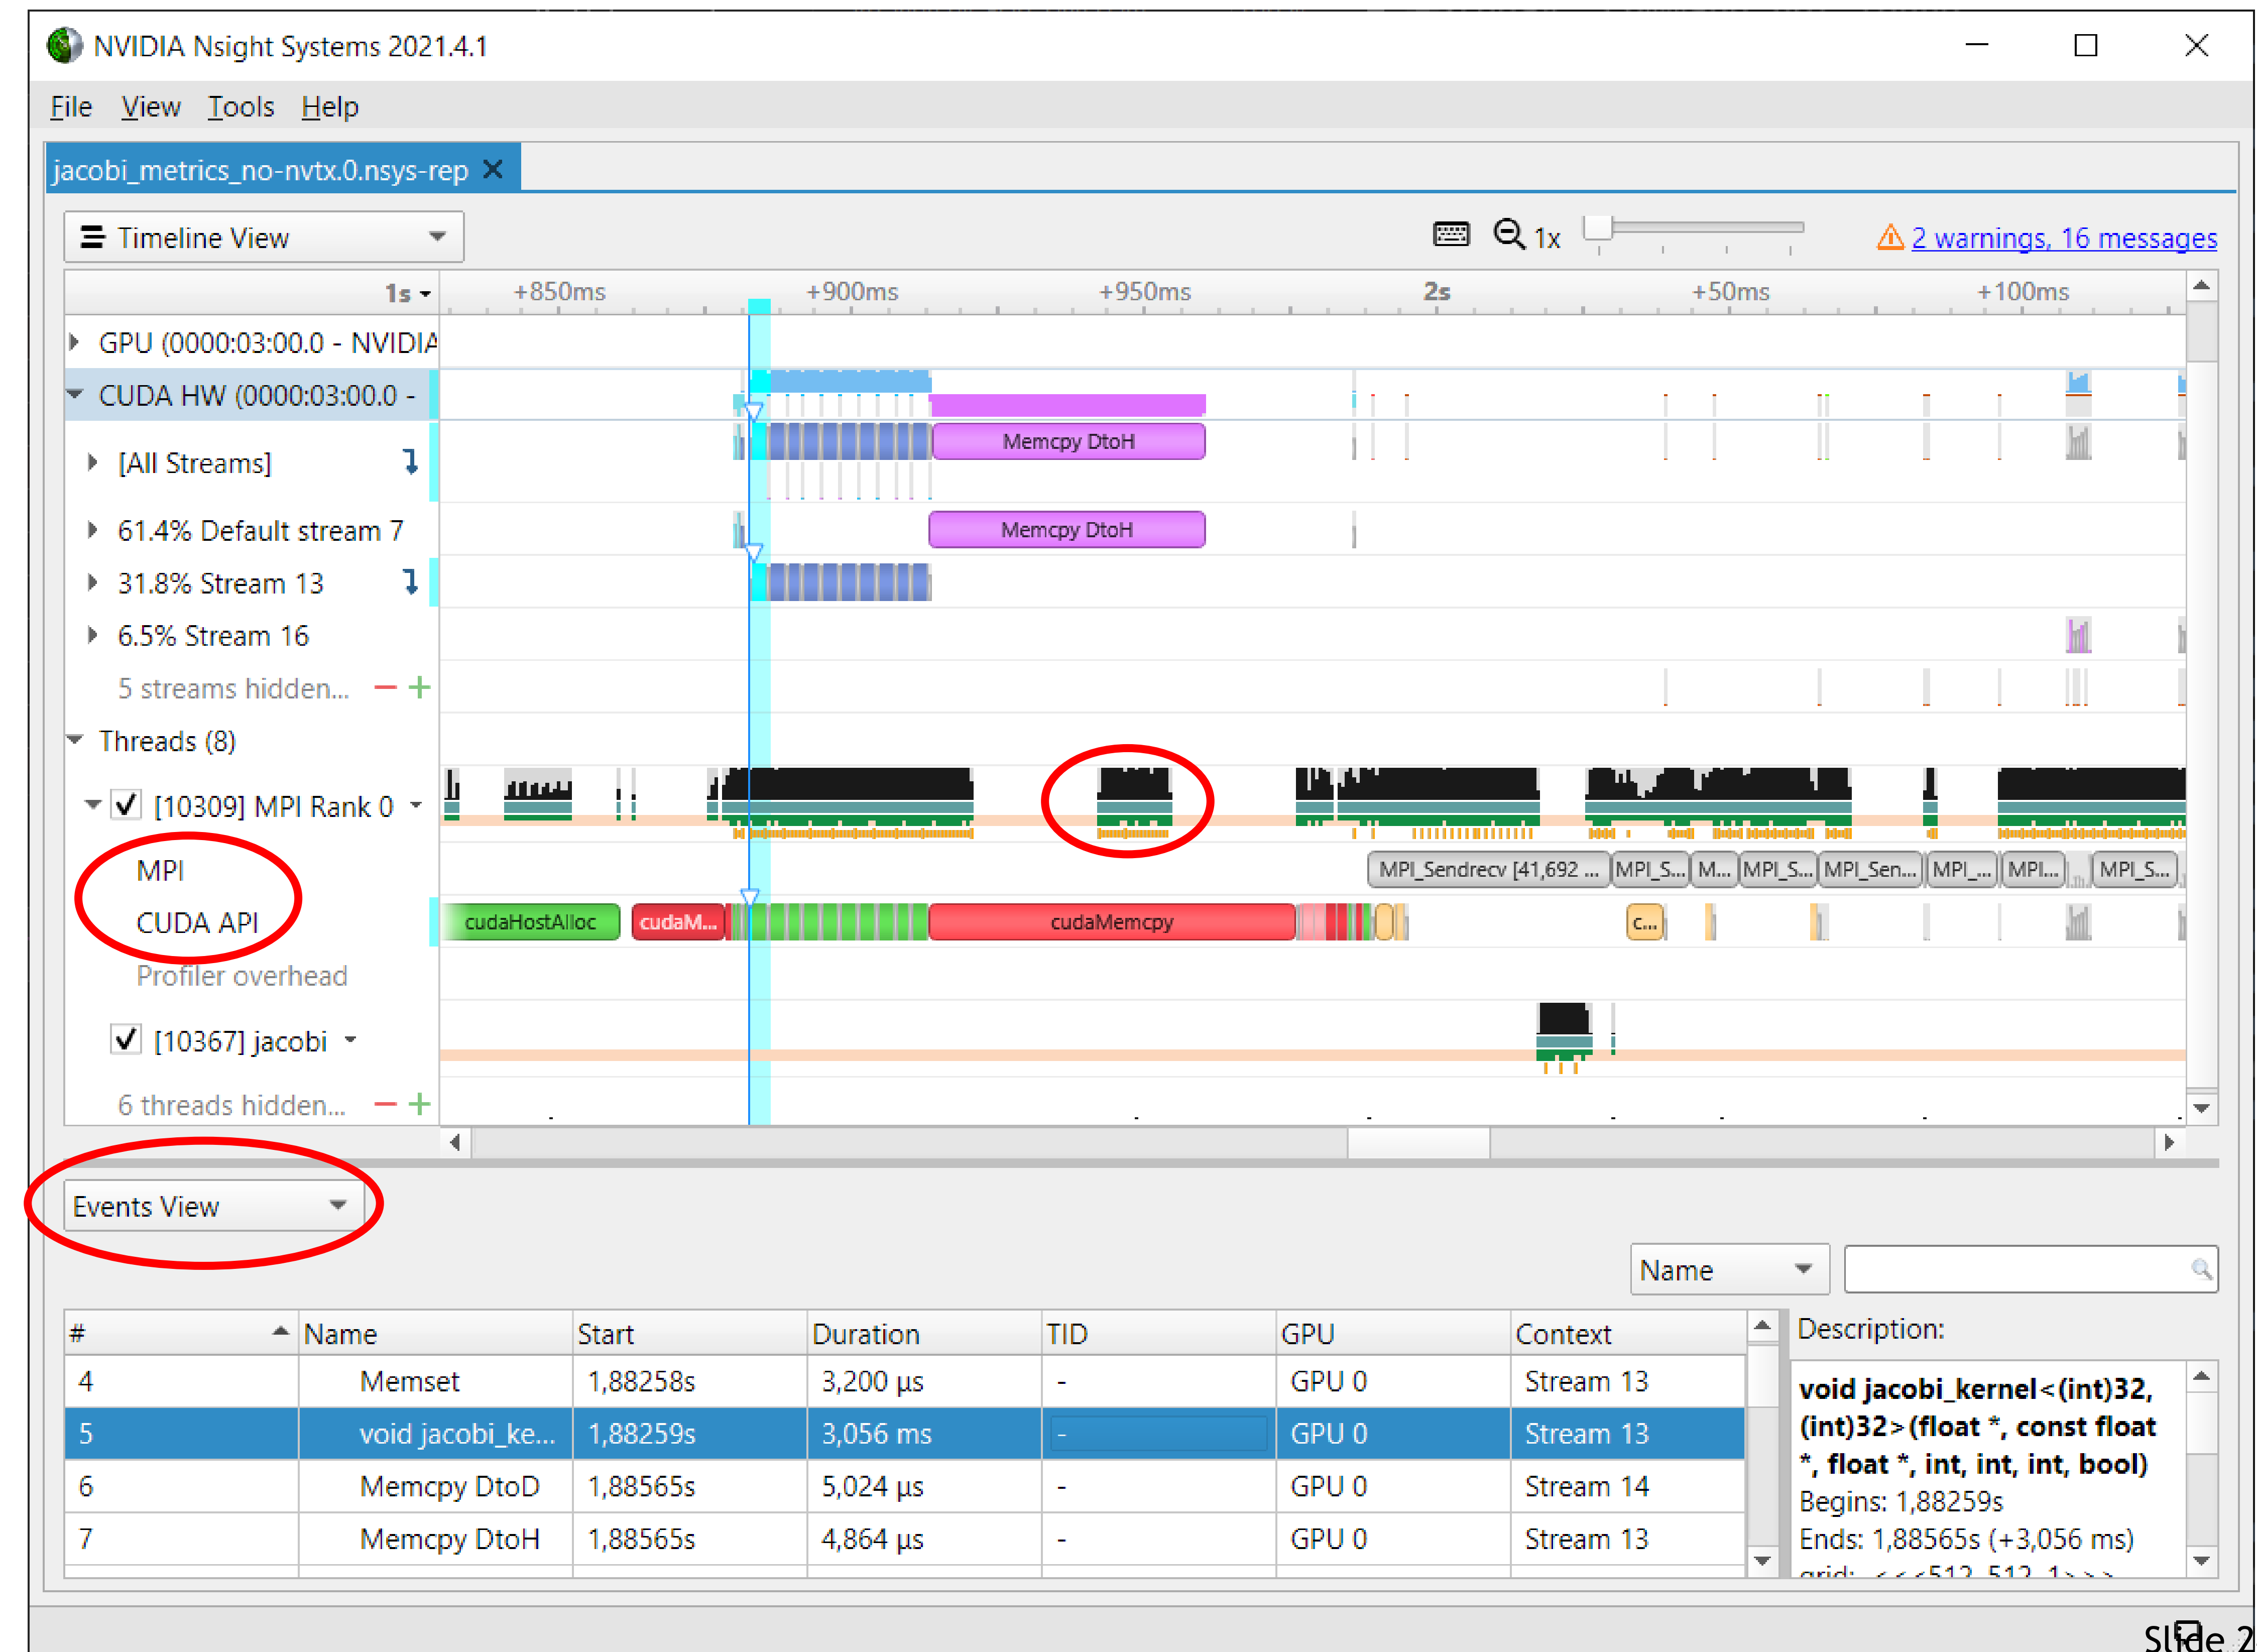 NVIDIA Nsight Systems 2021.4.1
File View Tools Help
jacobi_metrics_no-nvtx.0.nsys-rep
Timeline View
1x
2 warnings, 16 messages
1s +850ms +900ms +950ms 2s +50ms +100ms
GPU (0000:03:00.0 - NVIDIA
CUDA HW (0000:03:00.0 -
[All Streams] Memcpy DtoH
61.4% Default stream 7 Memcpy DtoH
31.8% Stream 13
6.5% Stream 16
5 streams hidden... − +
Threads (8)
[10309] MPI Rank 0
MPI MPI_Sendrecv [41,692 ... MPI_S... M... MPI_S... MPI_Sen... MPI_... MPI... MPI_S...
CUDA API cudaHostAlloc cudaM... cudaMemcpy c...
Profiler overhead
[10367] jacobi
6 threads hidden... − +
Events View
Name
# Name Start Duration TID GPU Context
4 Memset 1,88258s 3,200 µs - GPU 0 Stream 13
5 void jacobi_ke... 1,88259s 3,056 ms - GPU 0 Stream 13
6 Memcpy DtoD 1,88565s 5,024 µs - GPU 0 Stream 14
7 Memcpy DtoH 1,88565s 4,864 µs - GPU 0 Stream 13
Description:
void jacobi_kernel<(int)32,
(int)32>(float *, const float
*, float *, int, int, int, bool)
Begins: 1,88259s
Ends: 1,88565s (+3,056 ms)
grid: <<<512, 512, 1>>>
Slide 2